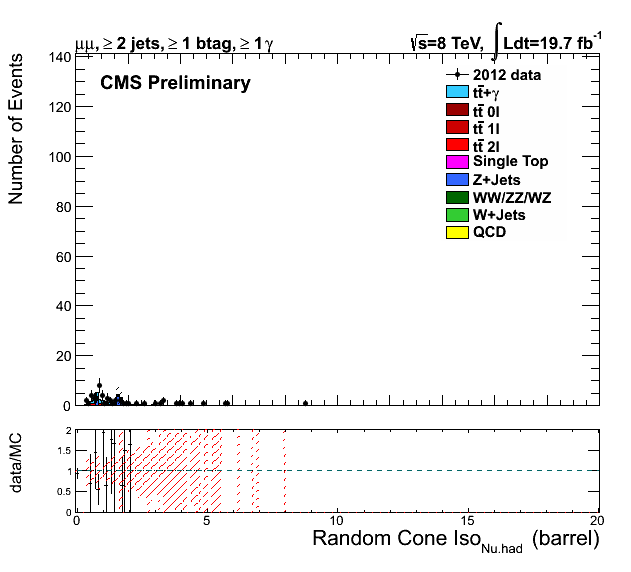 μμ, ≥ 2 jets, ≥ 1 btag, ≥ 1 γ
√s=8 TeV, ∫Ldt=19.7 fb⁻¹
CMS Preliminary
2012 data
tt̄+γ
tt̄ 0l
tt̄ 1l
tt̄ 2l
Single Top
Z+Jets
WW/ZZ/WZ
W+Jets
QCD
Number of Events
140
120
100
80
60
40
20
0
data/MC
2
1.5
1
0.5
0
0 5 10 15 20
Random Cone Iso_Nu.had (barrel)